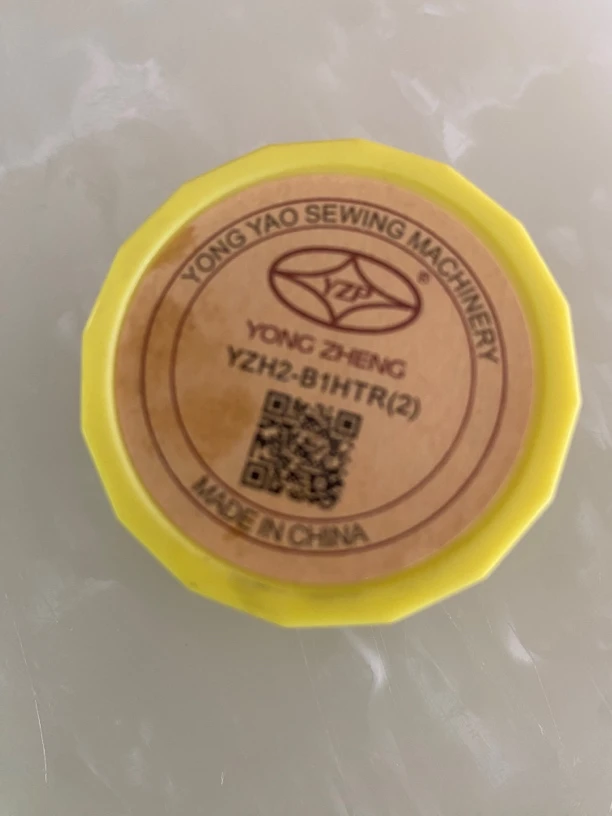 YONG YAO SEWING MACHINERY
YZP®
YONG ZHENG
YZH2-B1HTR(2)
MADE IN CHINA